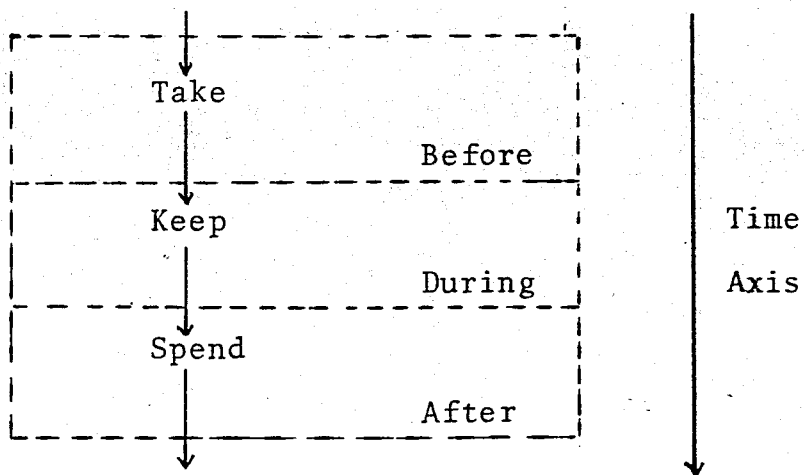 Take
Before
Keep
Time
During
Axis
Spend
After